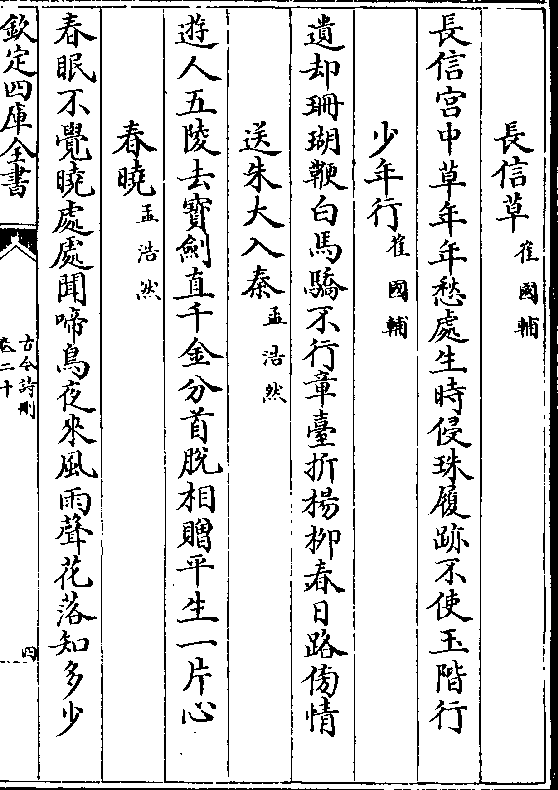 長信草 崔國輔
長信宫中草年年愁處生時侵珠履跡不使玉階行
少年行 崔國輔
遺却珊瑚鞭白馬驕不行章臺折楊柳春日路傍情
送朱大入秦 孟浩然
遊人五陵去寶劍直千金分首脫相贈平生一片心
春曉 孟浩然
春眠不覺曉處處聞啼鳥夜來風雨聲花落知多少
欽定四庫全書
古今詩刪
卷二十
四